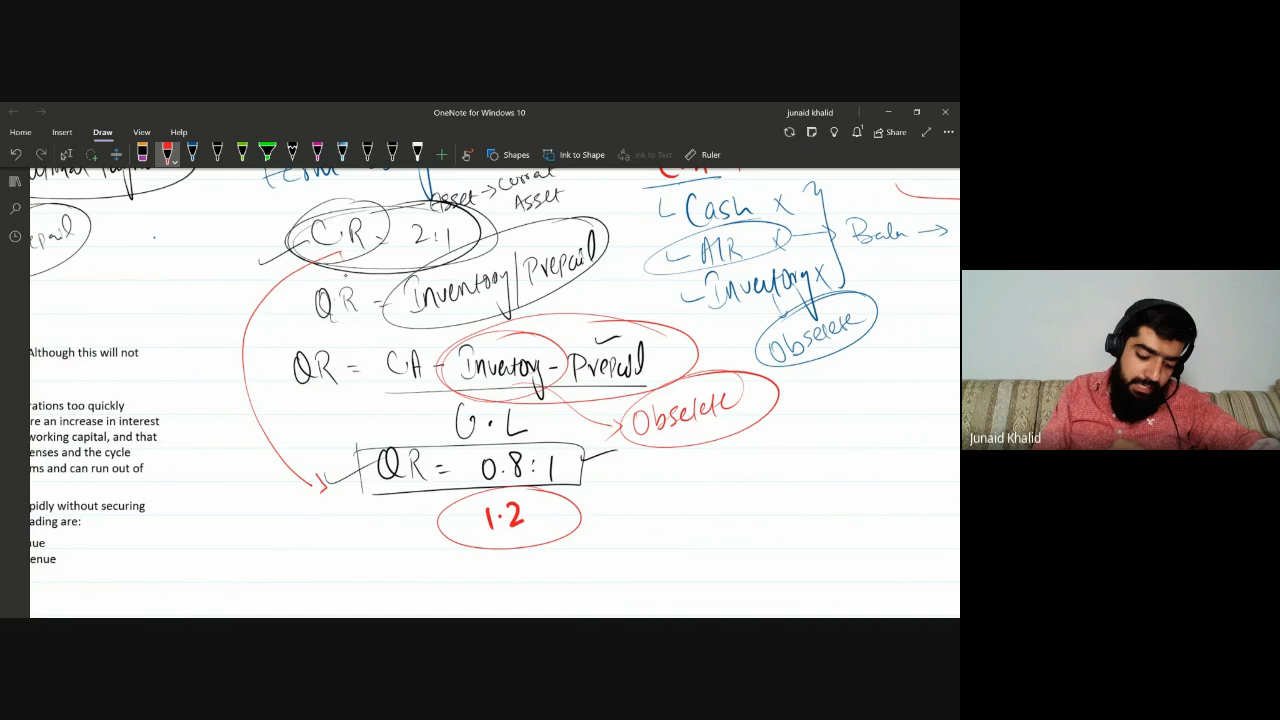 OneNote for Windows 10
junaid khalid
Home Insert Draw View Help
Share
Shapes
Ink to Shape
Ink to Text
Ruler
Asset → Current
Asset
CR = 2:1
QR = Inventory/Prepaid
QR = CA - Inventory - Prepaid
C.L
QR = 0.8:1
1.2
Obselete
Cash x
A/R x
Inventory x
Obselete
epaid
Although this will not
rations too quickly
re an increase in interest
working capital, and that
enses and the cycle
ms and can run out of
pidly without securing
ading are:
nue
enue
Junaid Khalid